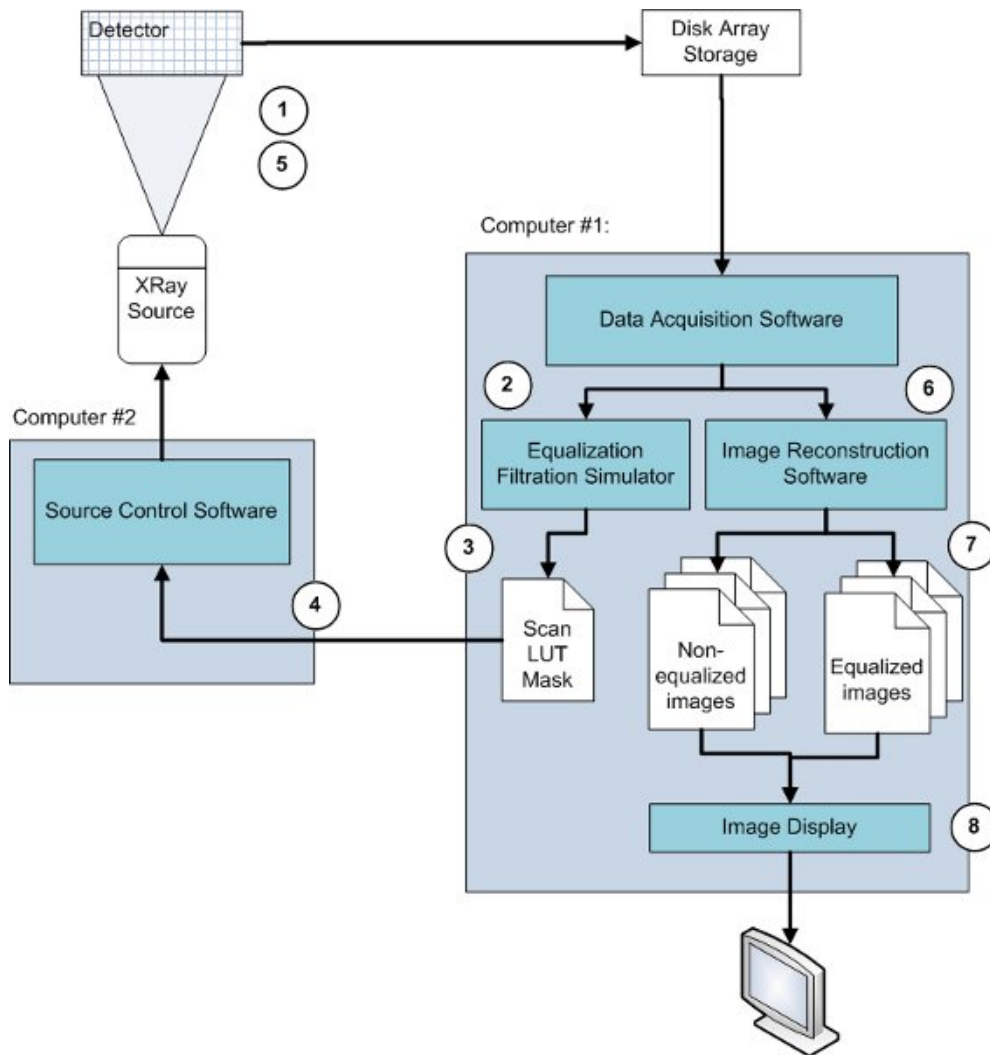 Detector
Disk Array
Storage
1
5
Computer #1:
XRay
Source
Data Acquisition Software
2
6
Computer #2
Equalization
Filtration Simulator
Image Reconstruction
Software
Source Control Software
3
7
4
Scan
LUT
Mask
Non-
equalized
images
Equalized
images
Image Display
8